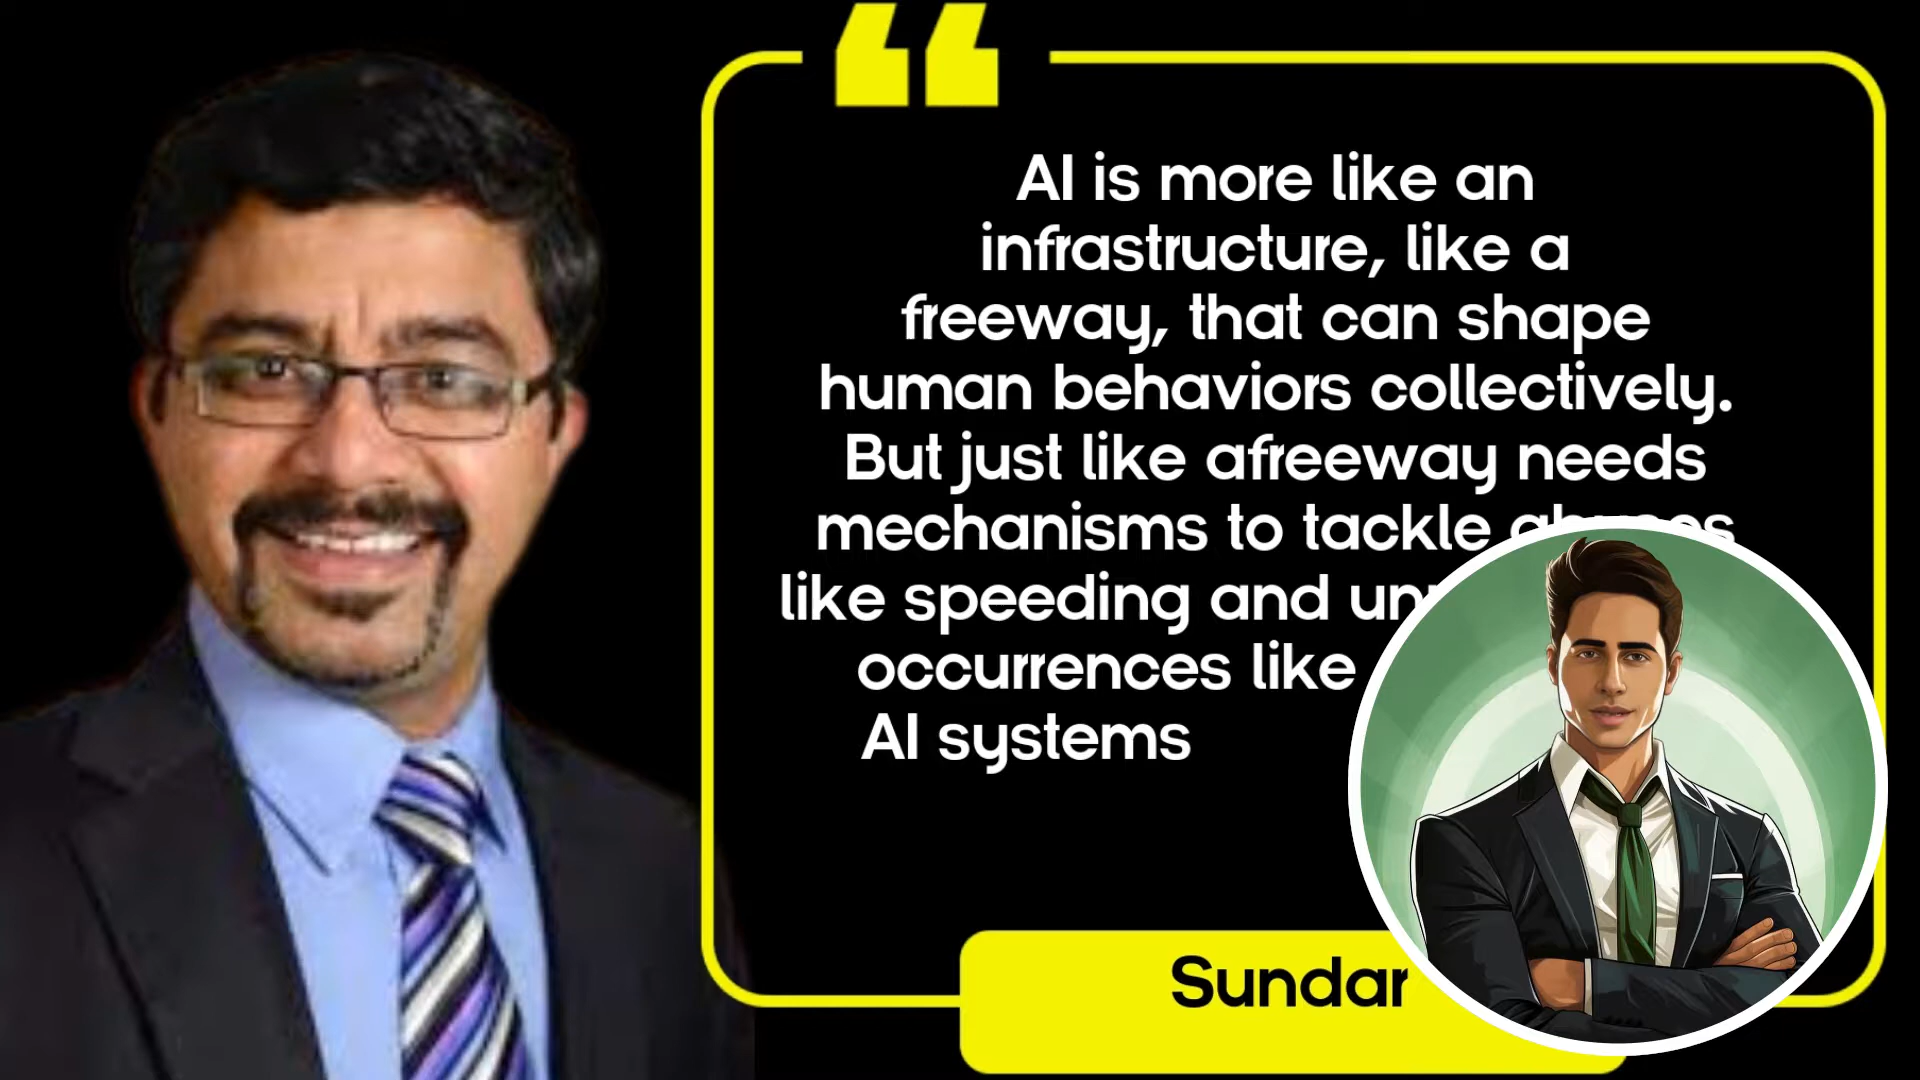 AI is more like an
infrastructure, like a
freeway, that can shape
human behaviors collectively.
But just like afreeway needs
mechanisms to tackle
like speeding and
occurrences like
AI systems
Sundar